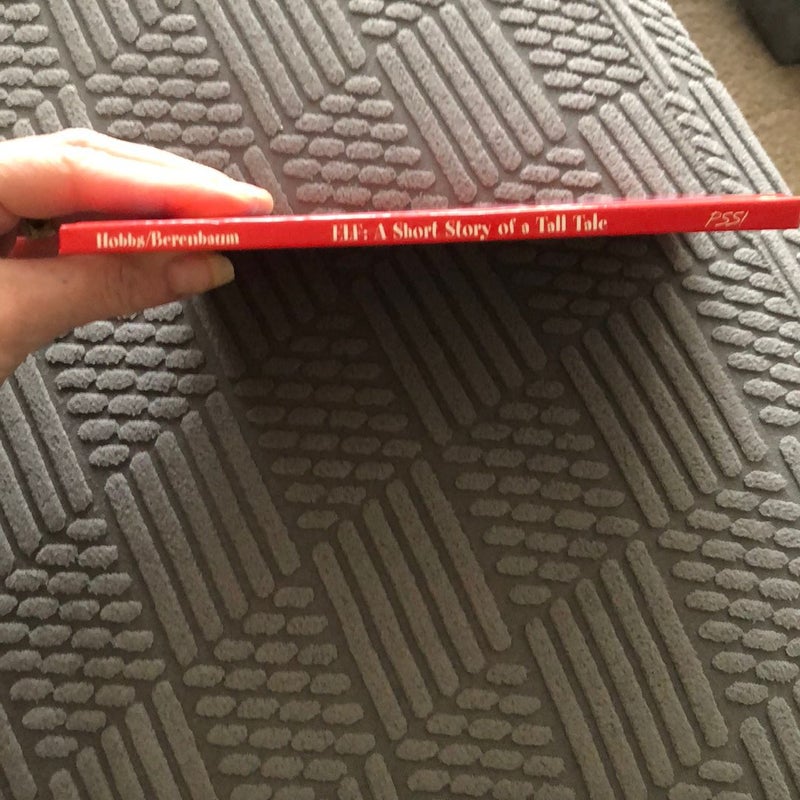 Hobbs/Berenbaum ELF: A Short Story of a Tall Tale PSS!